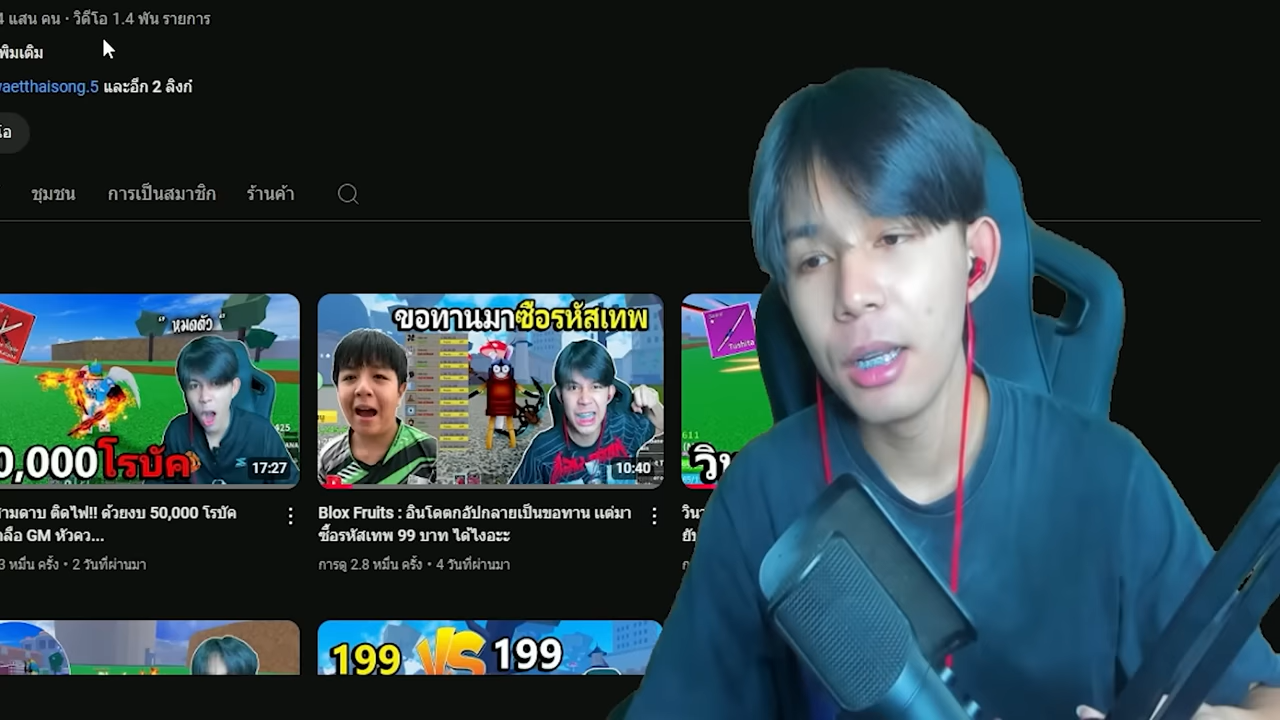 แสน คน · วิดีโอ 1.4 พัน รายการ
พิ่มเติม
vaetthaisong.5 และอีก 2 ลิงก์
ชุมชน การเป็นสมาชิก ร้านค้า
" หมดตัว "
0,000โรบัค
17:27
ขอทานมาซื้อรหัสเทพ
10:40
Tushita
วิน
ามดาบ ติดไฟ!! ด้วยงบ 50,000 โรบัค
ลือ GM หัวคว...
3 หมื่น ครั้ง • 2 วันที่ผ่านมา
Blox Fruits : อินโดตกอัปกลายเป็นขอทาน แต่มา
ซื้อรหัสเทพ 99 บาท ได้ไงอะะ
การดู 2.8 หมื่น ครั้ง • 4 วันที่ผ่านมา
199 VS 199